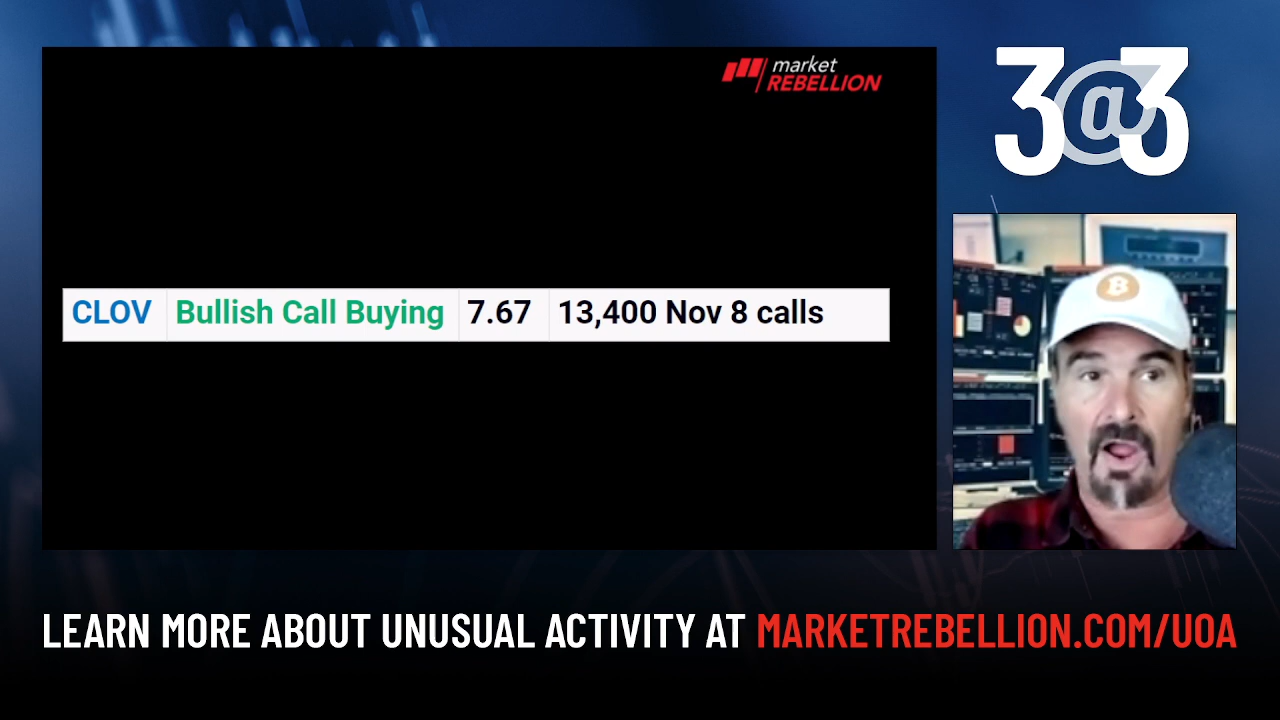 market
REBELLION
3@3
CLOV Bullish Call Buying 7.67 13,400 Nov 8 calls
LEARN MORE ABOUT UNUSUAL ACTIVITY AT MARKETREBELLION.COM/UOA